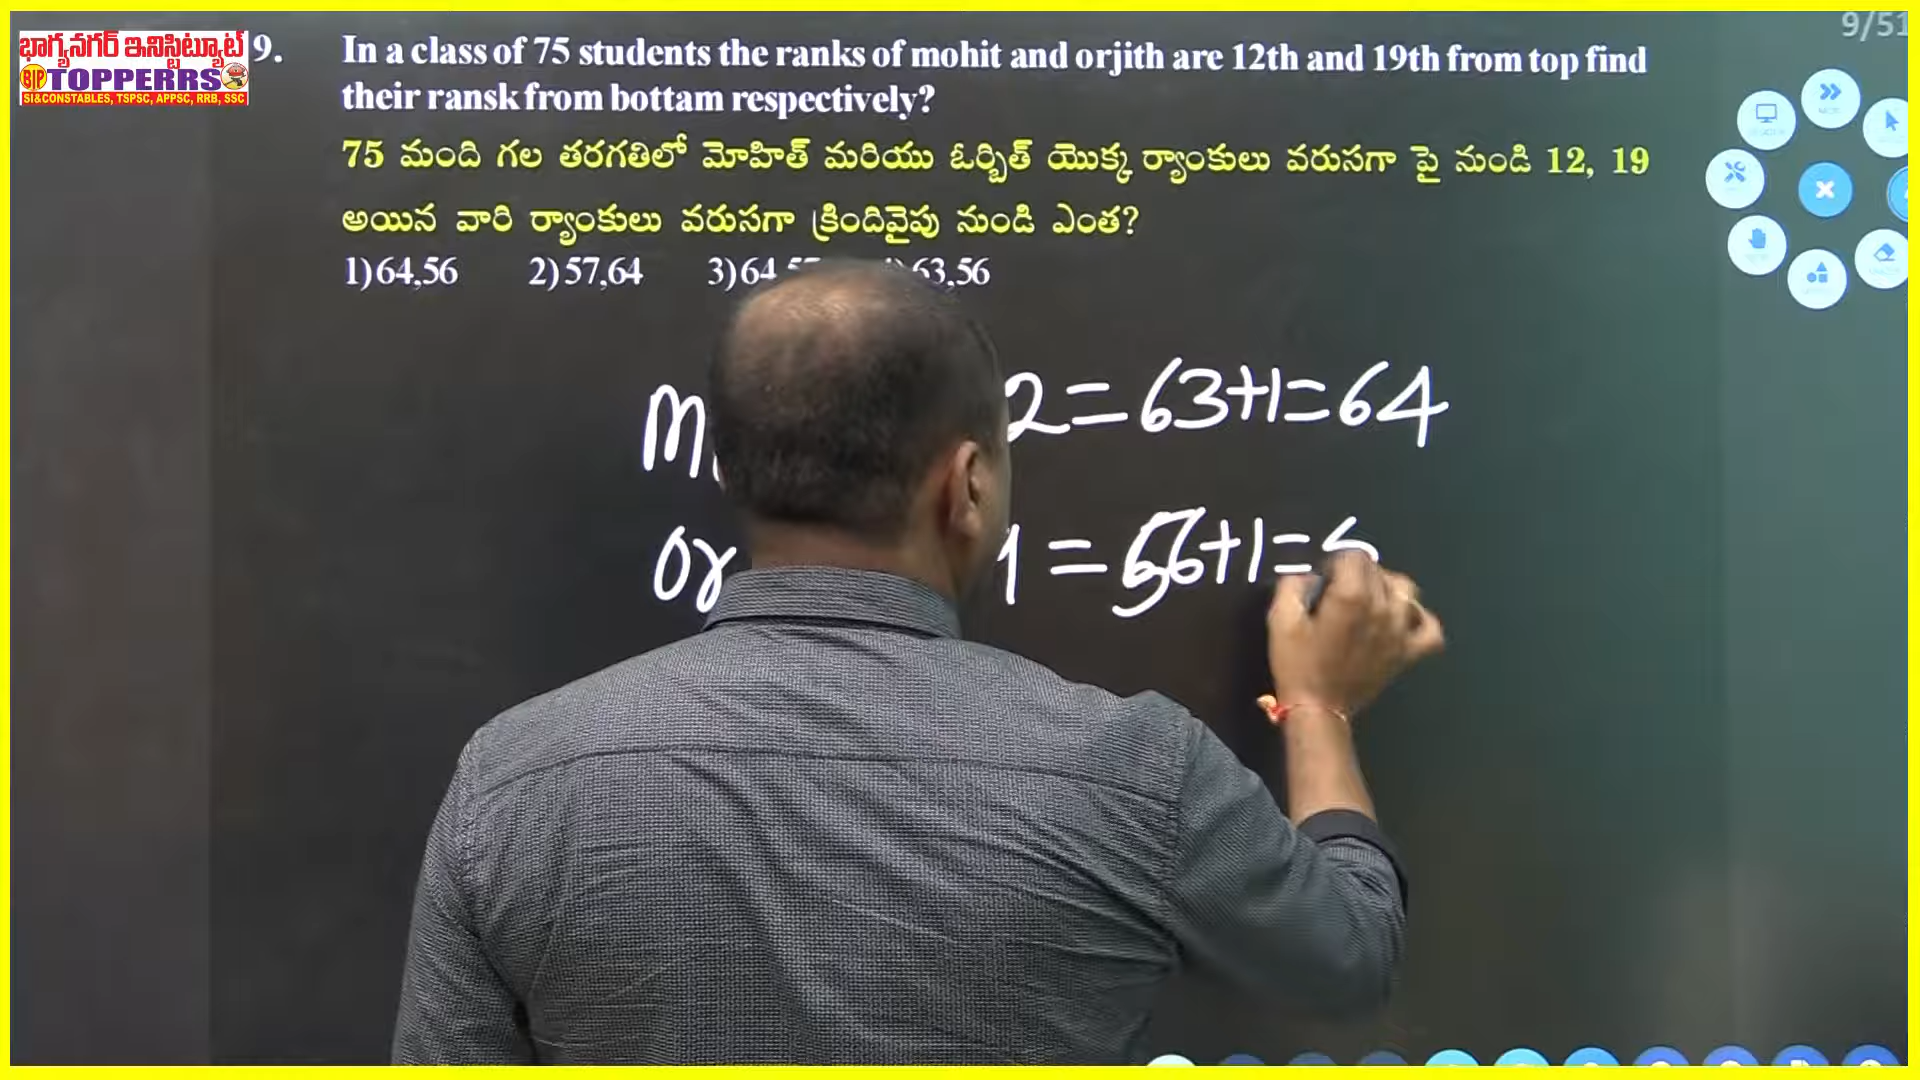 భాగ్యనగర్ ఇనిస్టిట్యూట్
BIP TOPPERRS
SI&CONSTABLES, TSPSC, APPSC, RRB, SSC
9/51
9. In a class of 75 students the ranks of mohit and orjith are 12th and 19th from top find
their ransk from bottam respectively?
75 మంది గల తరగతిలో మోహిత్ మరియు ఓర్బిత్ యొక్క ర్యాంకులు వరుసగా పై నుండి 12, 19
అయిన వారి ర్యాంకులు వరుసగా క్రిందివైపు నుండి ఎంత?
1)64,56 2)57,64 3)64 63,56
2 = 63+1= 64
or = 56+1=